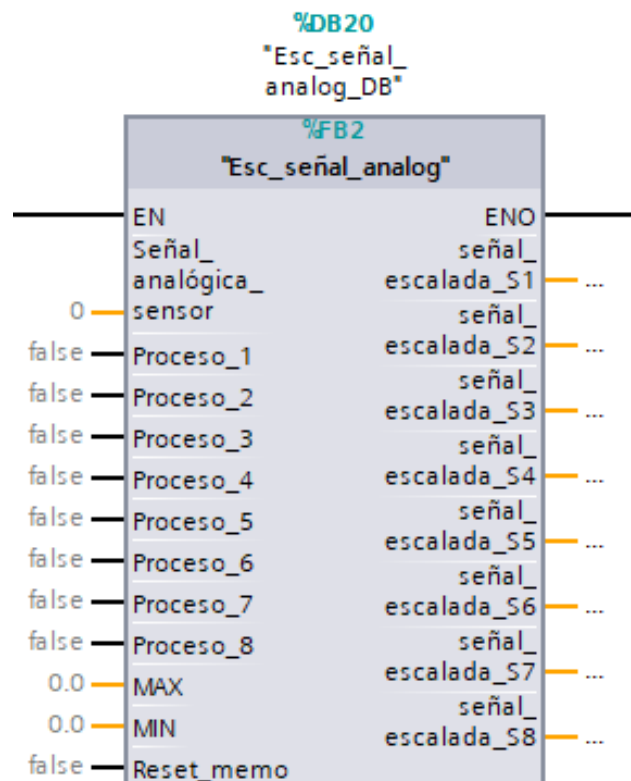 %DB20
"Esc_señal_
analog_DB"
%FB2
"Esc_señal_analog"
EN
ENO
Señal_
analógica_
0 sensor
false Proceso_1
false Proceso_2
false Proceso_3
false Proceso_4
false Proceso_5
false Proceso_6
false Proceso_7
false Proceso_8
0.0 MAX
0.0 MIN
false Reset_memo
señal_
escalada_S1 ...
señal_
escalada_S2 ...
señal_
escalada_S3 ...
señal_
escalada_S4 ...
señal_
escalada_S5 ...
señal_
escalada_S6 ...
señal_
escalada_S7 ...
señal_
escalada_S8 ...